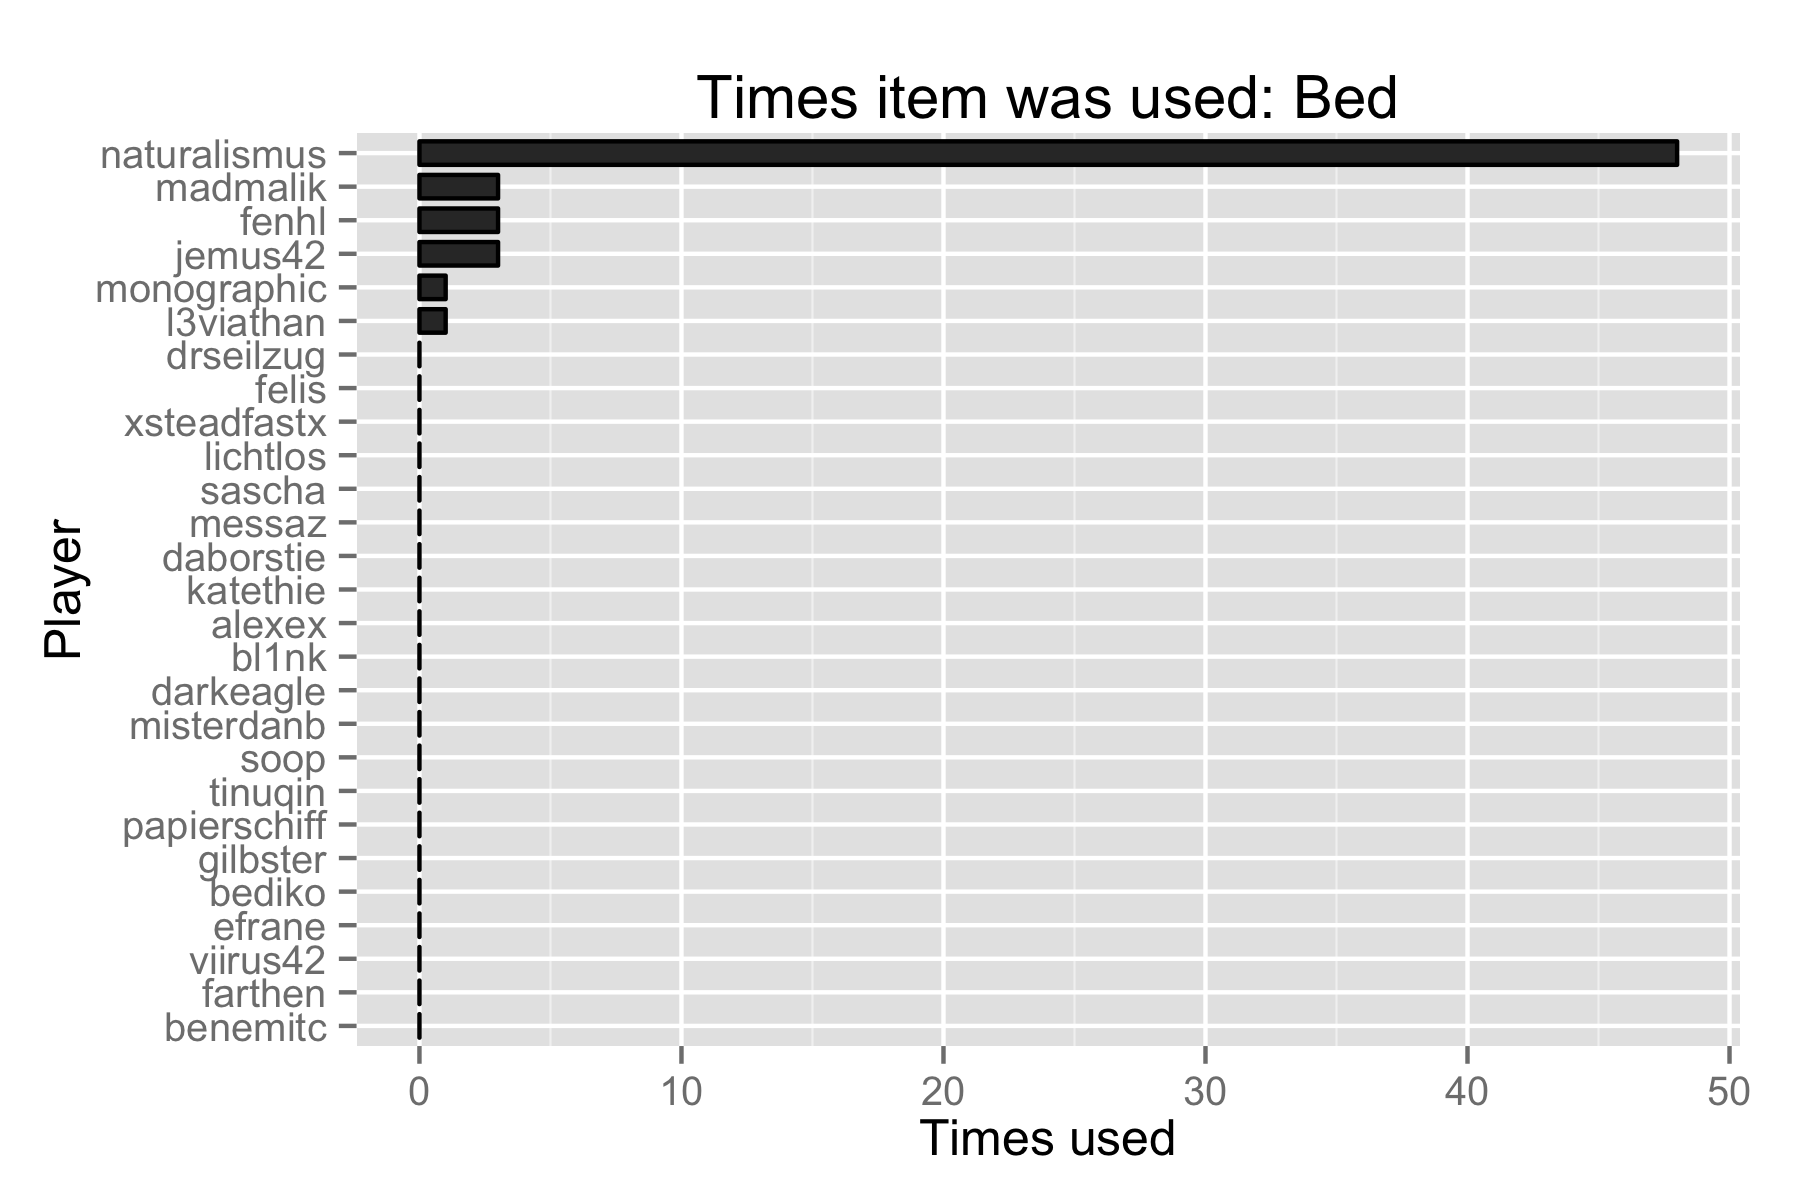 Times item was used: Bed
naturalismus
madmalik
fenhl
jemus42
monographic
l3viathan
drseilzug
felis
xsteadfastx
lichtlos
sascha
messaz
daborstie
katethie
alexex
bl1nk
darkeagle
misterdanb
soop
tinuqin
papierschiff
gilbster
bediko
efrane
viirus42
farthen
benemitc
Player
0 10 20 30 40 50
Times used